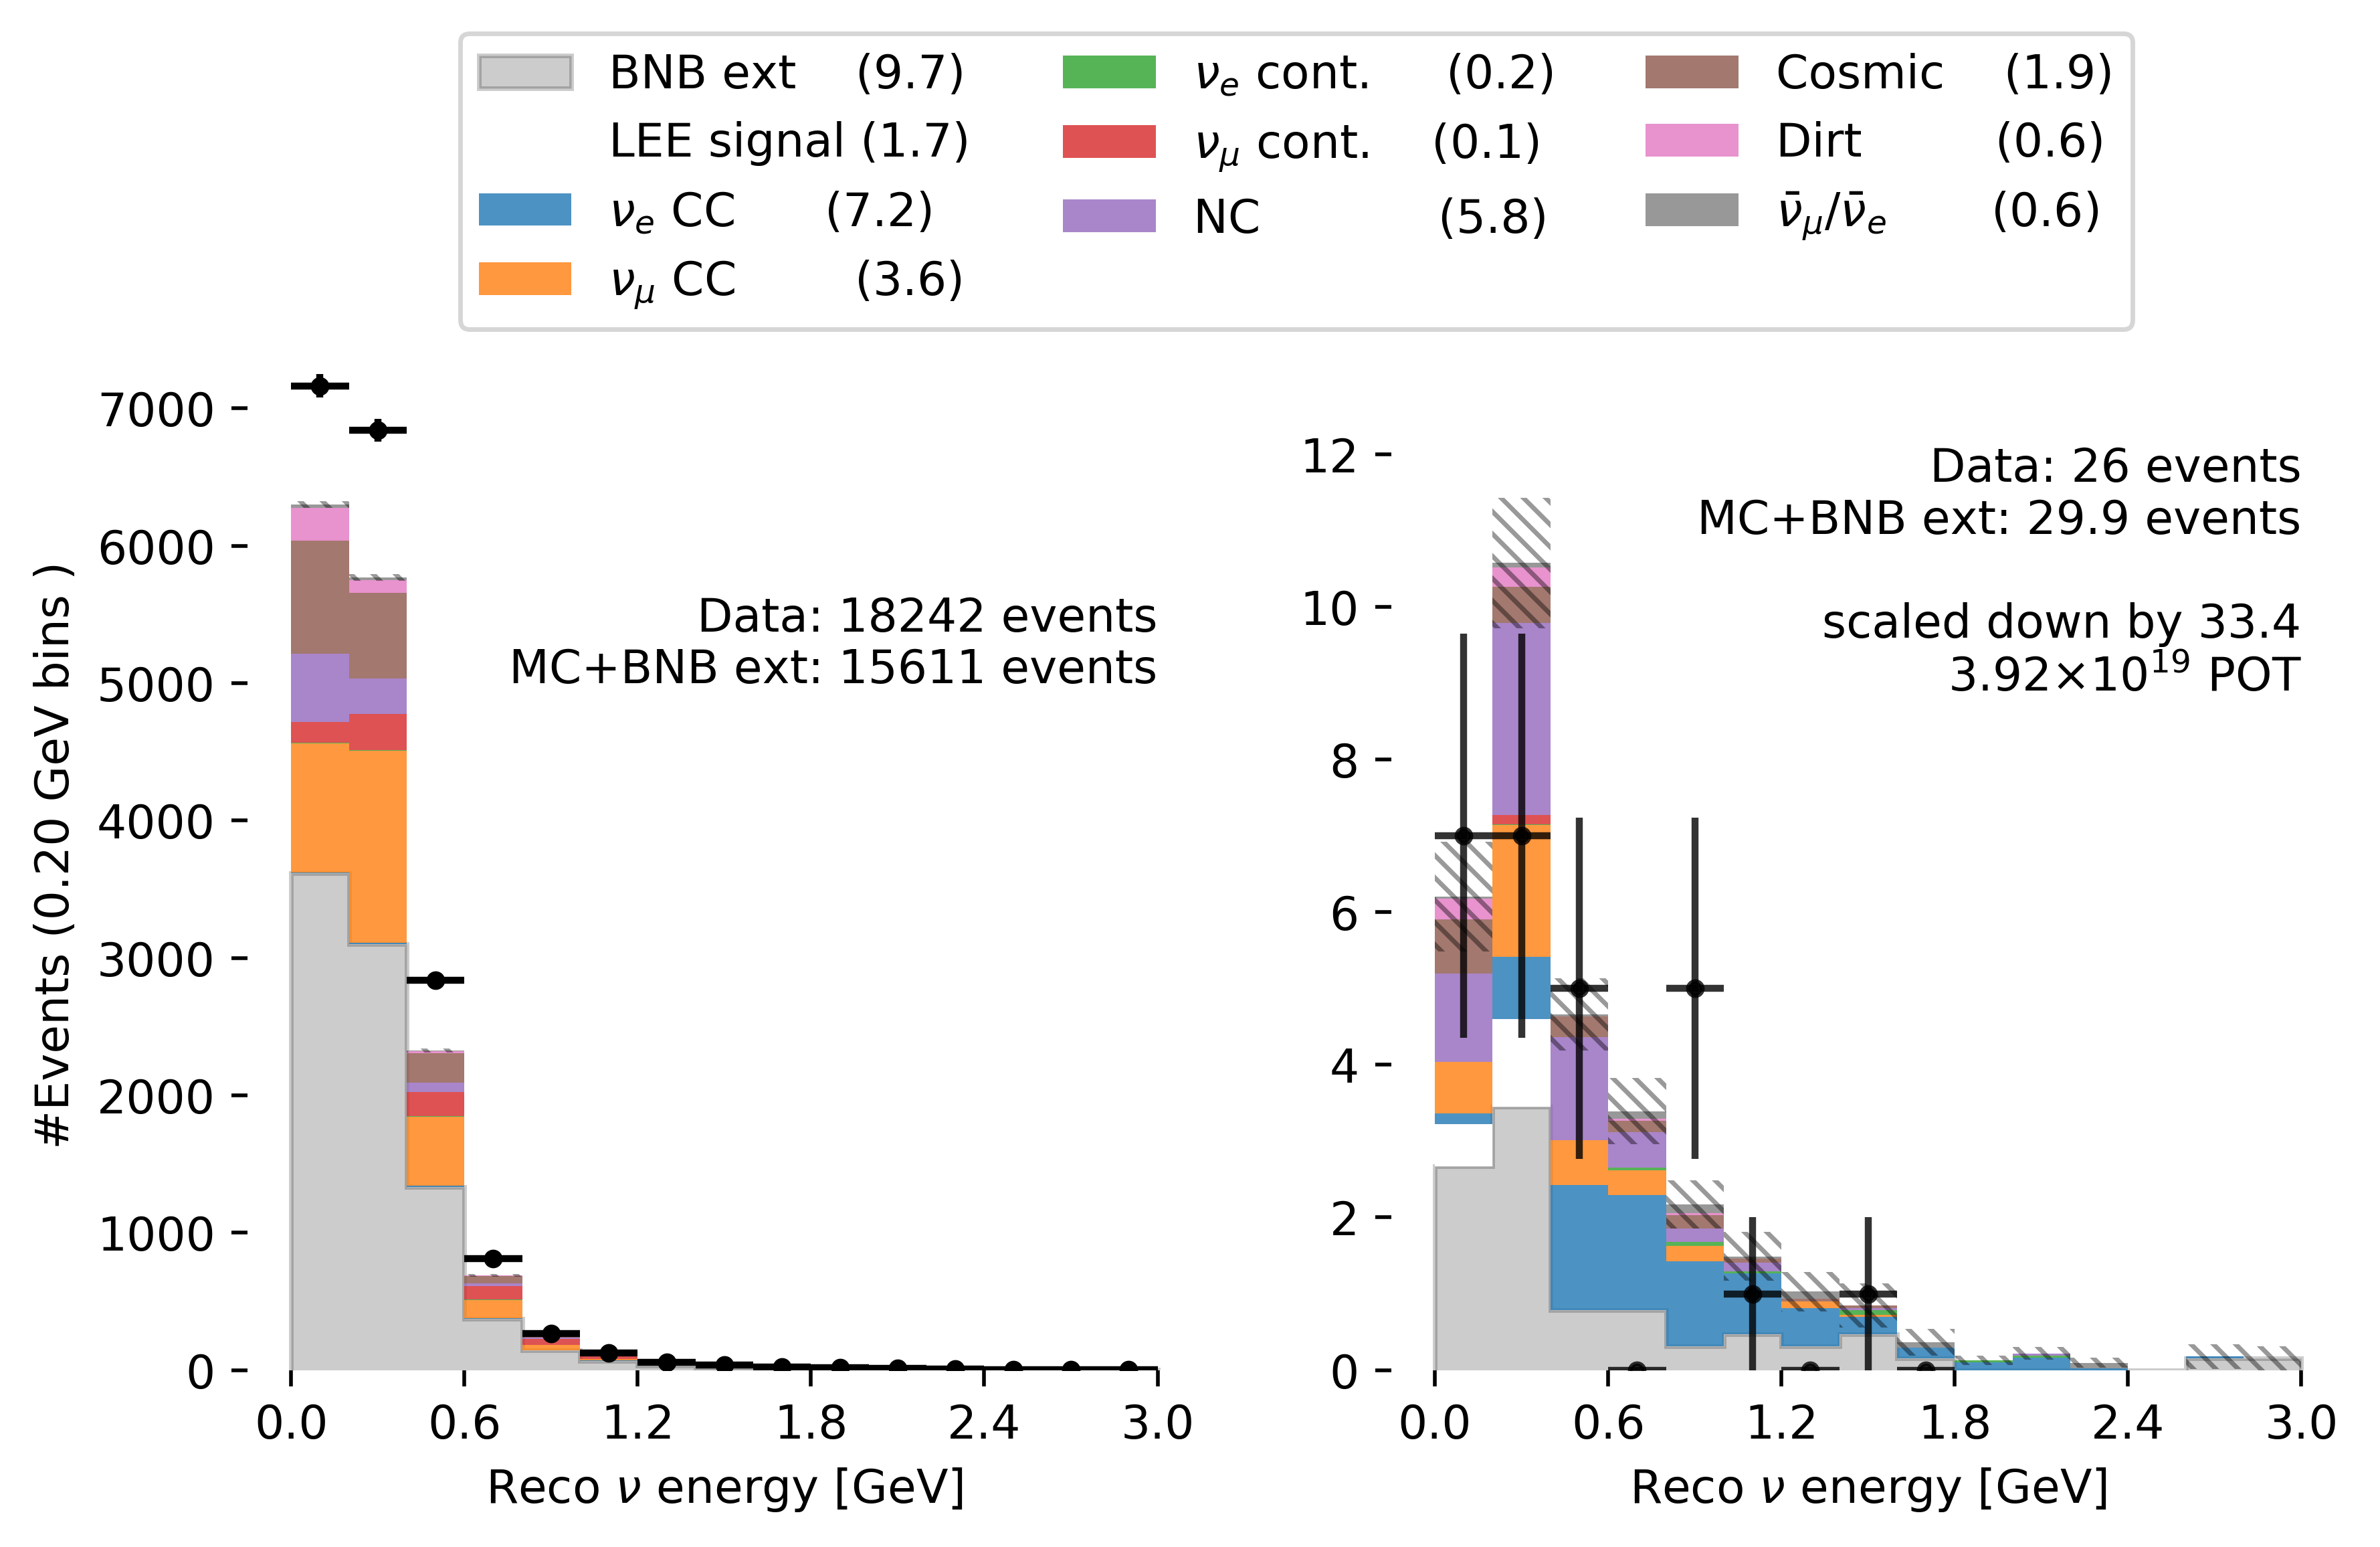 BNB ext (9.7)
LEE signal (1.7)
νe CC (7.2)
νμ CC (3.6)
νe cont. (0.2)
νμ cont. (0.1)
NC (5.8)
Cosmic (1.9)
Dirt (0.6)
ν̄μ/ν̄e (0.6)
#Events (0.20 GeV bins )
7000
6000
5000
4000
3000
2000
1000
0
Data: 18242 events
MC+BNB ext: 15611 events
0.0 0.6 1.2 1.8 2.4 3.0
Reco ν energy [GeV]
12
10
8
6
4
2
0
Data: 26 events
MC+BNB ext: 29.9 events
scaled down by 33.4
3.92×10¹⁹ POT
0.0 0.6 1.2 1.8 2.4 3.0
Reco ν energy [GeV]